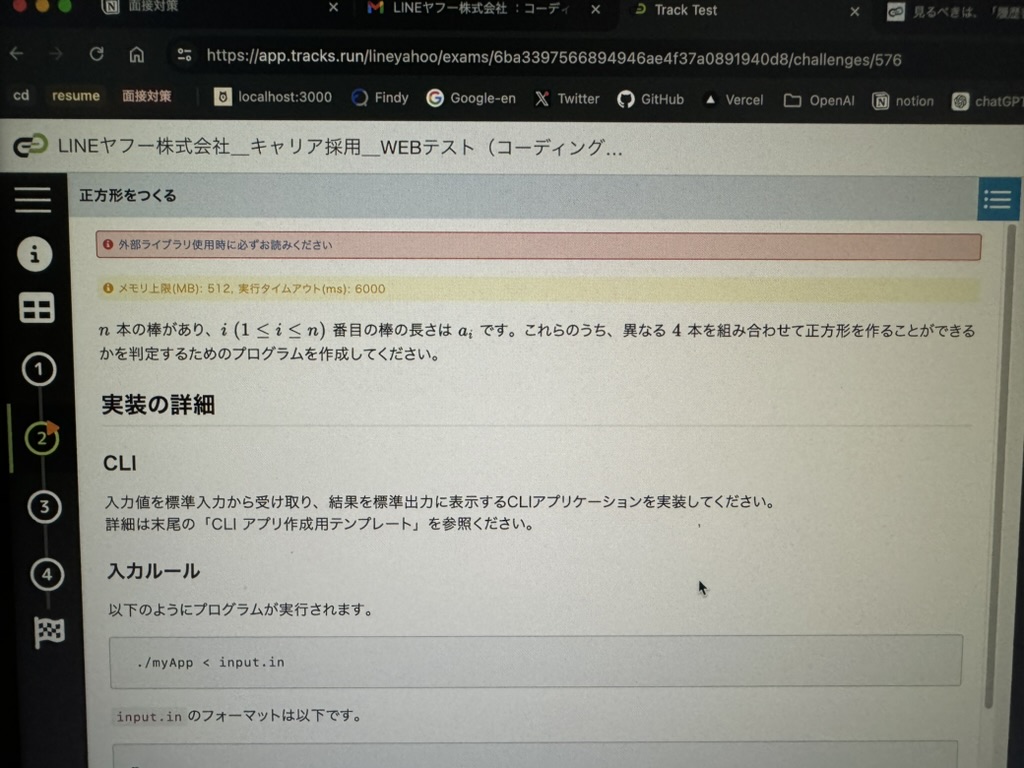 面接対策
LINEヤフー株式会社 ：コーディ
Track Test
見るべきは、「履歴
https://app.tracks.run/lineyahoo/exams/6ba3397566894946ae4f37a0891940d8/challenges/576
cd resume 面接対策 localhost:3000 Findy Google-en Twitter GitHub Vercel OpenAI notion chatGPT
LINEヤフー株式会社__キャリア採用__WEBテスト（コーディング...
正方形をつくる
外部ライブラリ使用時に必ずお読みください
メモリ上限(MB): 512, 実行タイムアウト(ms): 6000
n 本の棒があり、i (1 ≤ i ≤ n) 番目の棒の長さは aᵢ です。これらのうち、異なる 4 本を組み合わせて正方形を作ることができる
かを判定するためのプログラムを作成してください。
実装の詳細
CLI
入力値を標準入力から受け取り、結果を標準出力に表示するCLIアプリケーションを実装してください。
詳細は末尾の「CLI アプリ作成用テンプレート」を参照ください。
入力ルール
以下のようにプログラムが実行されます。
./myApp < input.in
input.in のフォーマットは以下です。
1
2
3
4